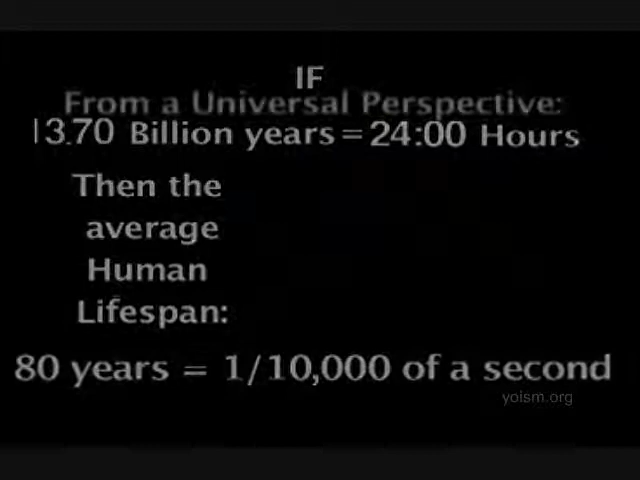 IF
From a Universal Perspective:
13.70 Billion years = 24:00 Hours
Then the
average
Human
Lifespan:
80 years = 1/10,000 of a second
yoism.org